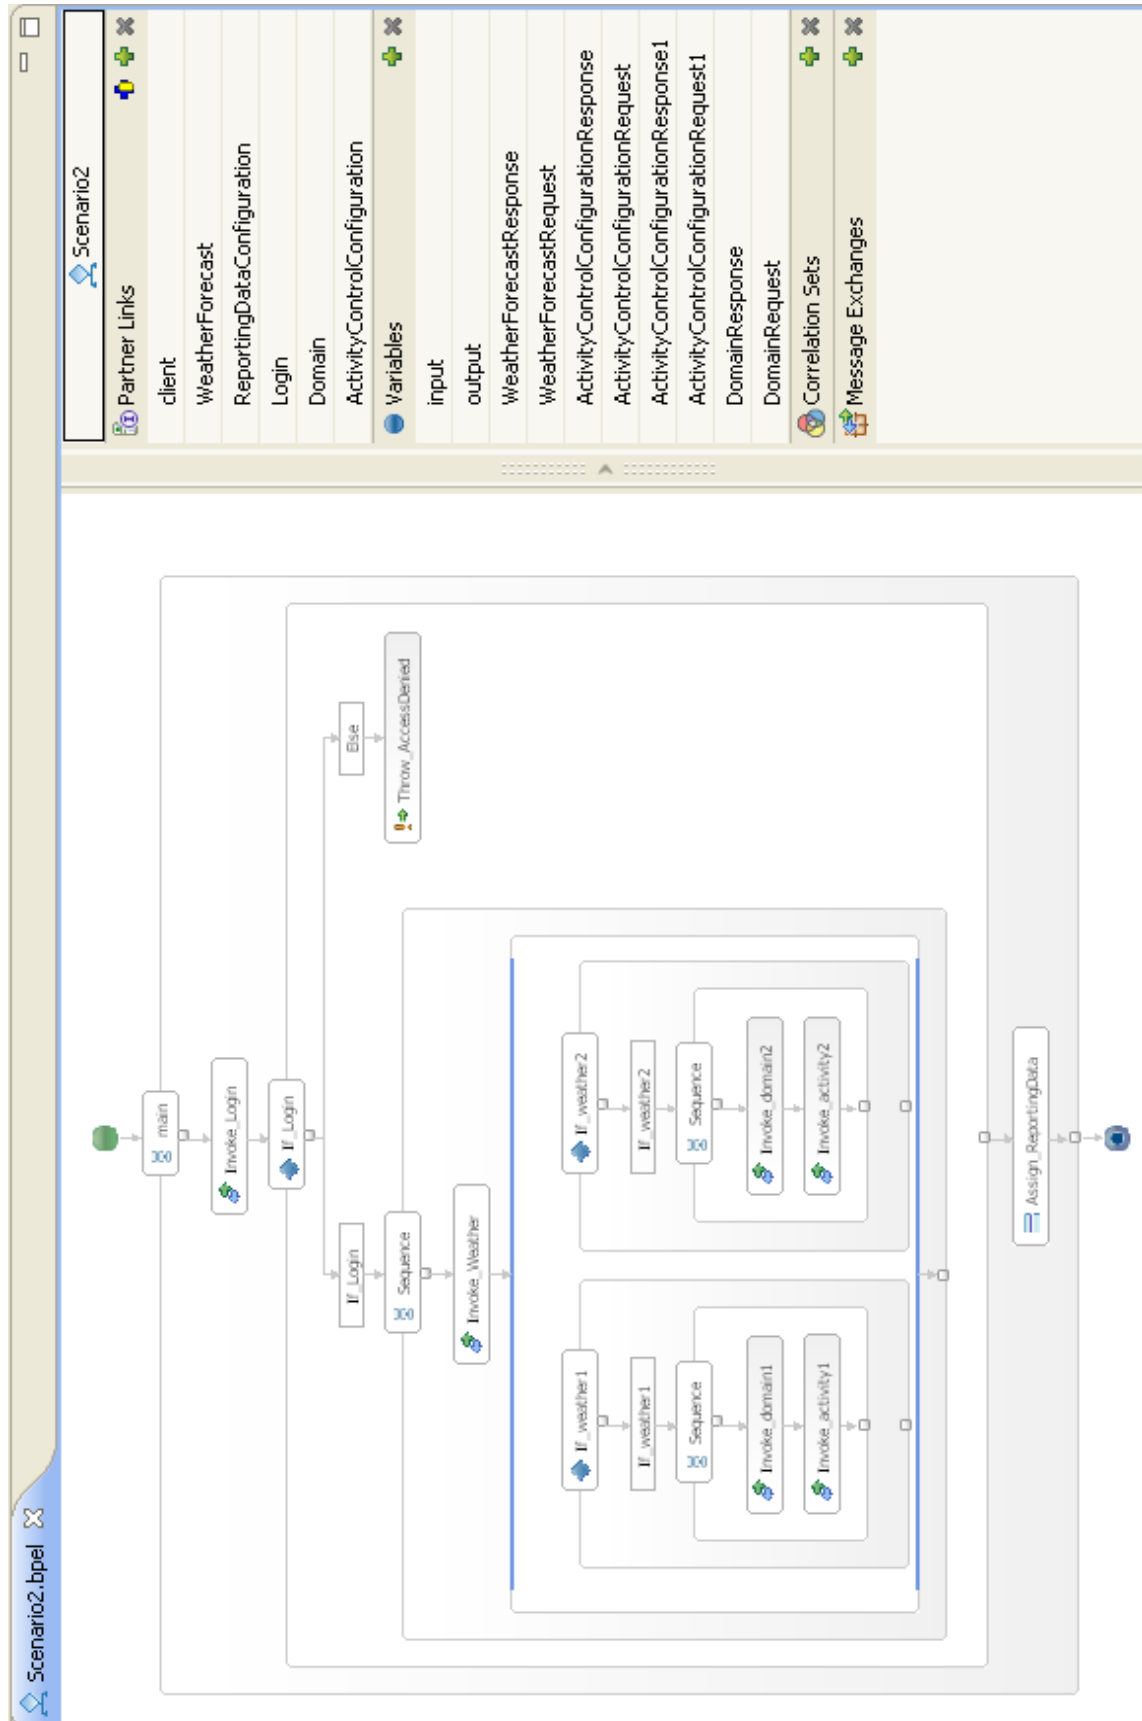 Scenario2.bpel
main
Invoke_Login
If_Login
If_Login
Else
Sequence
Throw_AccessDenied
Invoke_Weather
If_weather1
If_weather2
If_weather1
If_weather2
Sequence
Sequence
Invoke_domain1
Invoke_domain2
Invoke_activity1
Invoke_activity2
Assign_ReportingData
Scenario2
Partner Links
client
WeatherForecast
ReportingDataConfiguration
Login
Domain
ActivityControlConfiguration
Variables
input
output
WeatherForecastResponse
WeatherForecastRequest
ActivityControlConfigurationResponse
ActivityControlConfigurationRequest
ActivityControlConfigurationResponse1
ActivityControlConfigurationRequest1
DomainResponse
DomainRequest
Correlation Sets
Message Exchanges